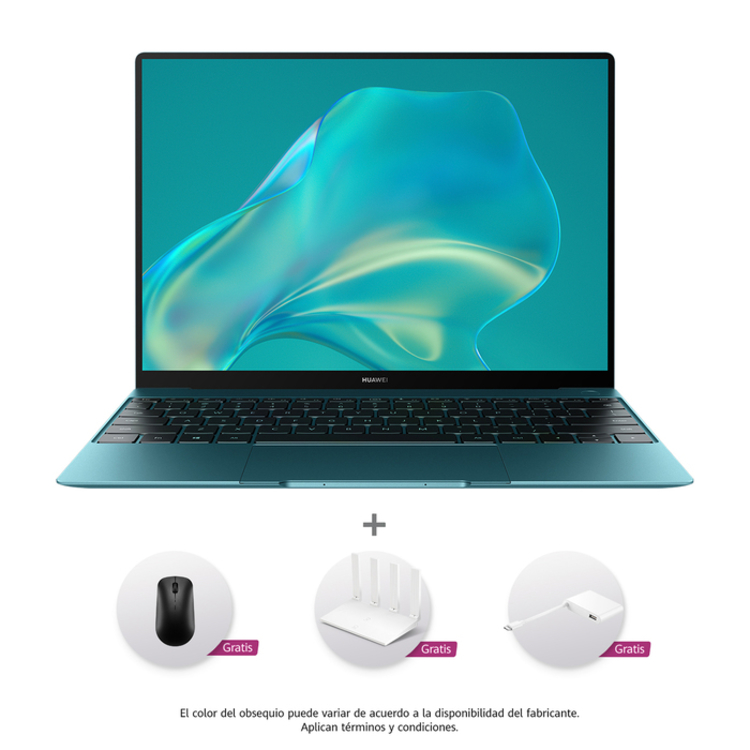 HUAWEI
Gratis
Gratis
Gratis
El color del obsequio puede variar de acuerdo a la disponibilidad del fabricante.
Aplican términos y condiciones.